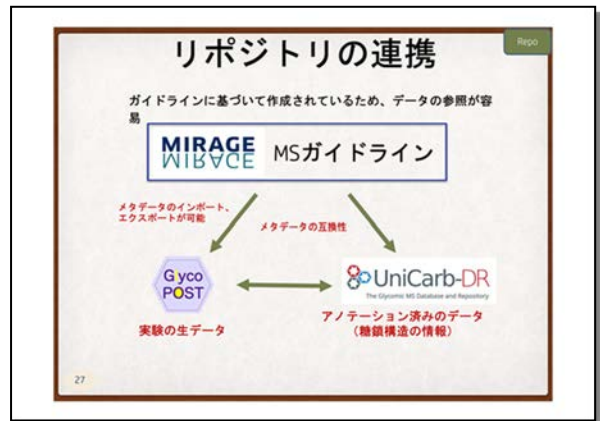 リポジトリの連携
Repo
ガイドラインに基づいて作成されているため、データの参照が容
易
MIRAGE MSガイドライン
メタデータのインポート、
エクスポートが可能
メタデータの互換性
Glyco
POST
UniCarb-DR
The Glycomic MS Database and Repository
実験の生データ
アノテーション済みのデータ
(糖鎖構造の情報)
27